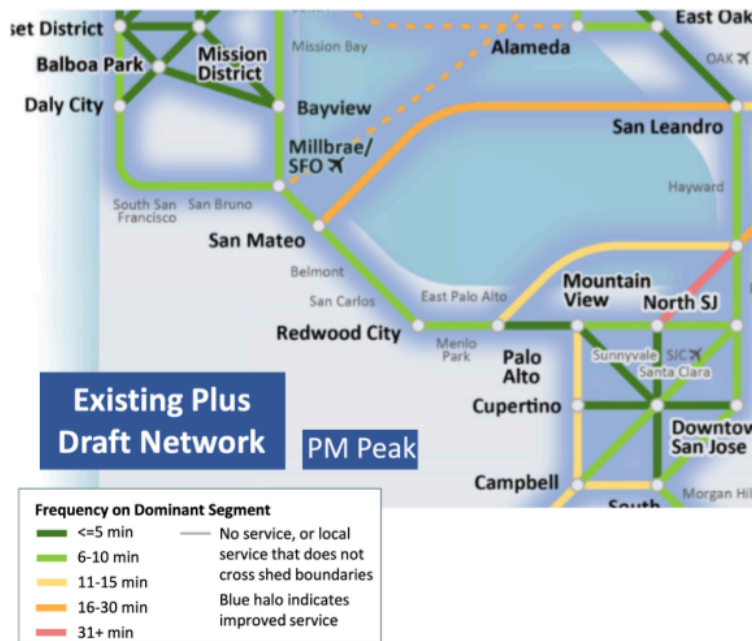 set District
East Oak
Mission Bay
Alameda
Balboa Park
Mission
District
OAK
Daly City
Bayview
San Leandro
Millbrae/
SFO
Hayward
South San
Francisco
San Bruno
San Mateo
Belmont
San Carlos
East Palo Alto
Mountain
View
North SJ
Redwood City
Menlo
Park
Palo
Alto
Sunnyvale
SJC
Santa Clara
Cupertino
Downtow
San Jose
Campbell
South
Morgan Hil
Existing Plus
Draft Network
PM Peak
Frequency on Dominant Segment
<=5 min
6-10 min
11-15 min
16-30 min
31+ min
No service, or local
service that does not
cross shed boundaries
Blue halo indicates
improved service